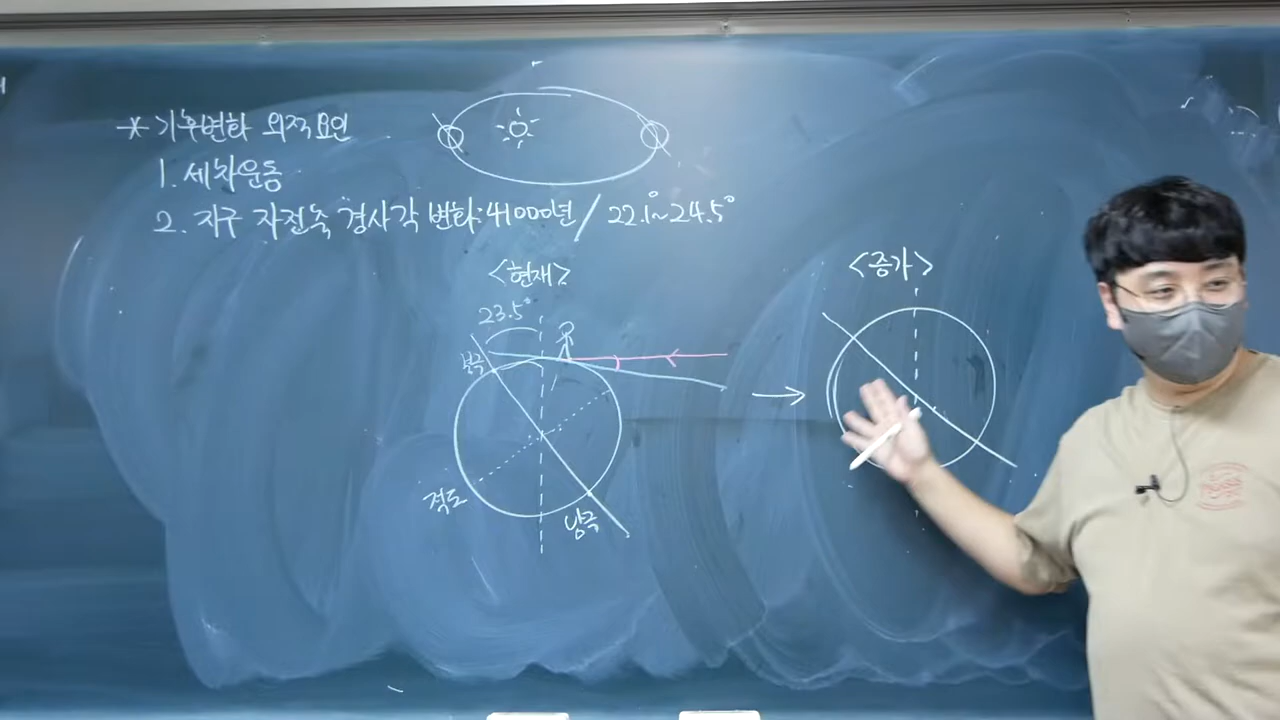 * 기후변화 외적요인
1. 세차운동
2. 지구 자전축 경사각 변화:41000년 / 22.1°~24.5°
<현재>
<증가>
23.5°
북극
적도
남극